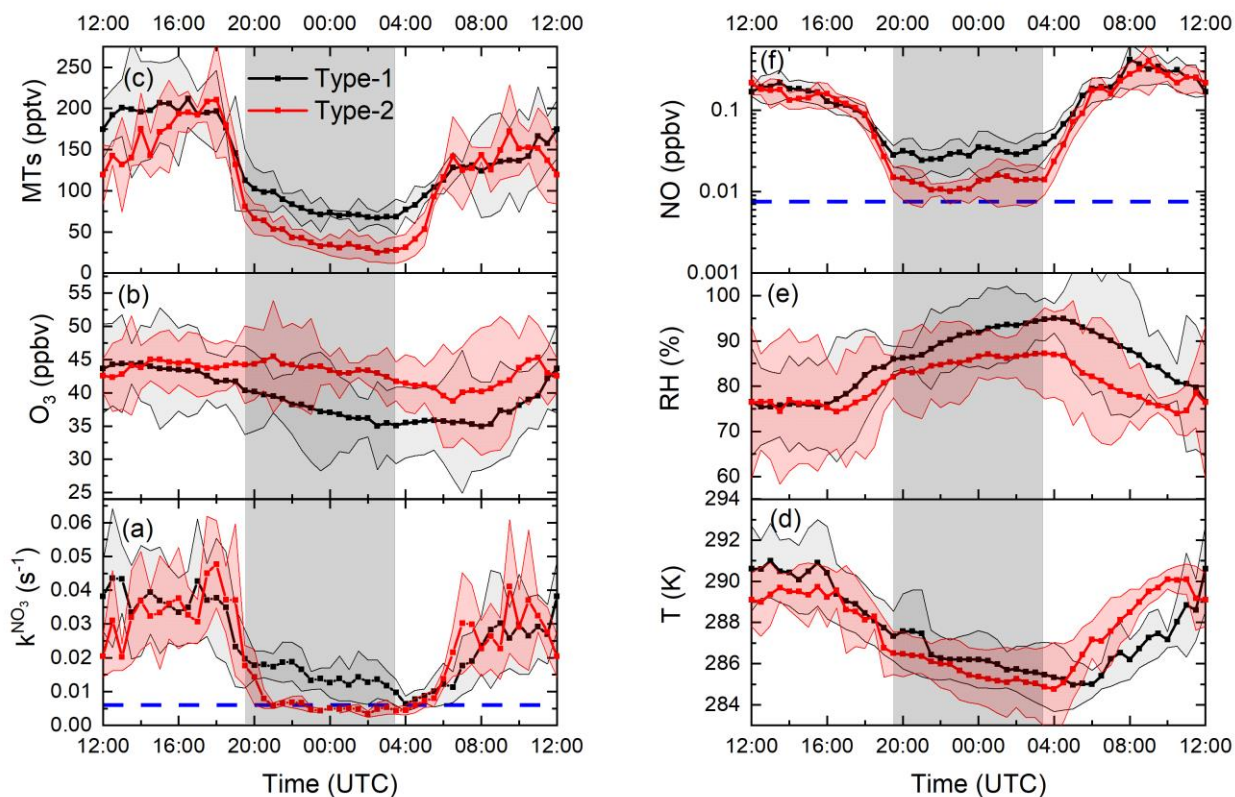 12:00 16:00 20:00 00:00 04:00 08:00 12:00
(c)
Type-1
Type-2
MTs (pptv)
250
200
150
100
50
0
(b)
O₃ (ppbv)
55
50
45
40
35
30
25
(a)
k^NO₃ (s⁻¹)
0.06
0.05
0.04
0.03
0.02
0.01
0.00
12:00 16:00 20:00 00:00 04:00 08:00 12:00
Time (UTC)
12:00 16:00 20:00 00:00 04:00 08:00 12:00
(f)
NO (ppbv)
0.1
0.01
0.001
(e)
RH (%)
100
90
80
70
60
(d)
T (K)
294
292
290
288
286
284
12:00 16:00 20:00 00:00 04:00 08:00 12:00
Time (UTC)